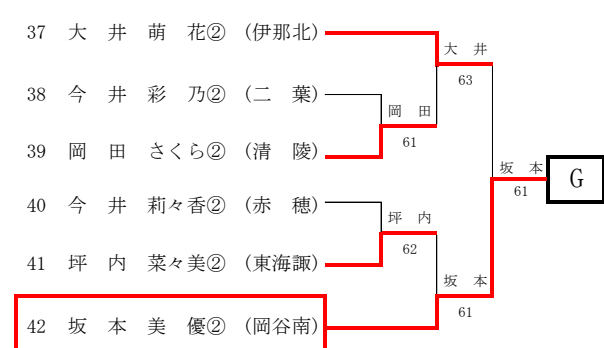 37 大 井 萌 花② (伊那北)
大 井
63
38 今 井 彩 乃② (二 葉)
岡 田
61
39 岡 田 さくら② (清 陵)
坂 本
61
G
40 今 井 莉々香② (赤 穂)
坪 内
62
41 坪 内 菜々美② (東海諏)
坂 本
61
42 坂 本 美 優② (岡谷南)